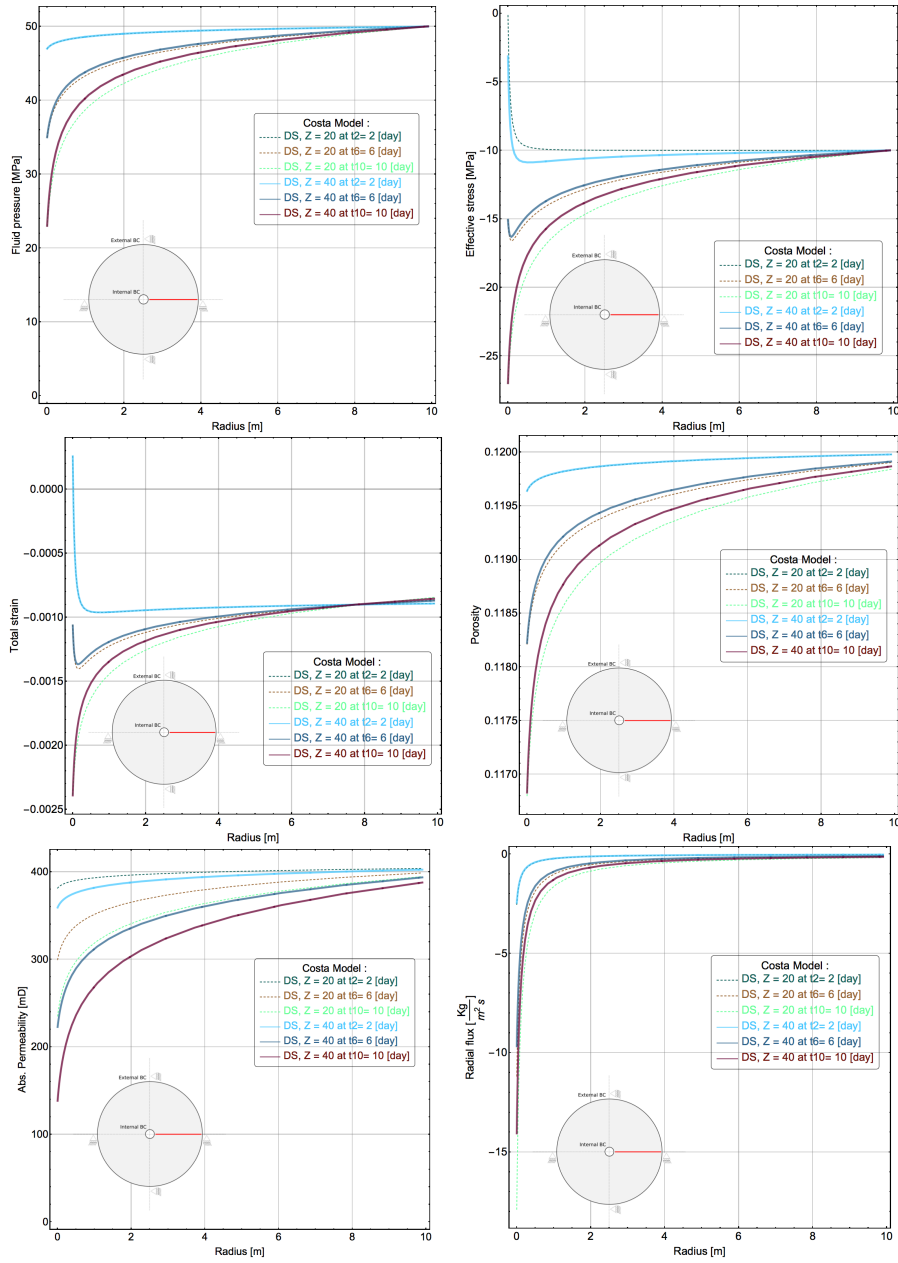 50
40
30
20
10
0
Fluid pressure [MPa]
Costa Model :
DS, Z = 20 at t2= 2 [day]
DS, Z = 20 at t6= 6 [day]
DS, Z = 20 at t10= 10 [day]
DS, Z = 40 at t2= 2 [day]
DS, Z = 40 at t6= 6 [day]
DS, Z = 40 at t10= 10 [day]
External BC
Internal BC
0 2 4 6 8 10
Radius [m]
0
−5
−10
−15
−20
−25
Effective stress [MPa]
Costa Model :
DS, Z = 20 at t2= 2 [day]
DS, Z = 20 at t6= 6 [day]
DS, Z = 20 at t10= 10 [day]
DS, Z = 40 at t2= 2 [day]
DS, Z = 40 at t6= 6 [day]
DS, Z = 40 at t10= 10 [day]
External BC
Internal BC
0 2 4 6 8 10
Radius [m]
0.0000
−0.0005
−0.0010
−0.0015
−0.0020
−0.0025
Total strain
Costa Model :
DS, Z = 20 at t2= 2 [day]
DS, Z = 20 at t6= 6 [day]
DS, Z = 20 at t10= 10 [day]
DS, Z = 40 at t2= 2 [day]
DS, Z = 40 at t6= 6 [day]
DS, Z = 40 at t10= 10 [day]
External BC
Internal BC
0 2 4 6 8 10
Radius [m]
0.1200
0.1195
0.1190
0.1185
0.1180
0.1175
0.1170
Porosity
Costa Model :
DS, Z = 20 at t2= 2 [day]
DS, Z = 20 at t6= 6 [day]
DS, Z = 20 at t10= 10 [day]
DS, Z = 40 at t2= 2 [day]
DS, Z = 40 at t6= 6 [day]
DS, Z = 40 at t10= 10 [day]
External BC
Internal BC
0 2 4 6 8 10
Radius [m]
400
300
200
100
0
Abs. Permeability [mD]
Costa Model :
DS, Z = 20 at t2= 2 [day]
DS, Z = 20 at t6= 6 [day]
DS, Z = 20 at t10= 10 [day]
DS, Z = 40 at t2= 2 [day]
DS, Z = 40 at t6= 6 [day]
DS, Z = 40 at t10= 10 [day]
External BC
Internal BC
0 2 4 6 8 10
Radius [m]
0
−5
−10
−15
Radial flux [Kg/m² s]
Costa Model :
DS, Z = 20 at t2= 2 [day]
DS, Z = 20 at t6= 6 [day]
DS, Z = 20 at t10= 10 [day]
DS, Z = 40 at t2= 2 [day]
DS, Z = 40 at t6= 6 [day]
DS, Z = 40 at t10= 10 [day]
External BC
Internal BC
0 2 4 6 8 10
Radius [m]